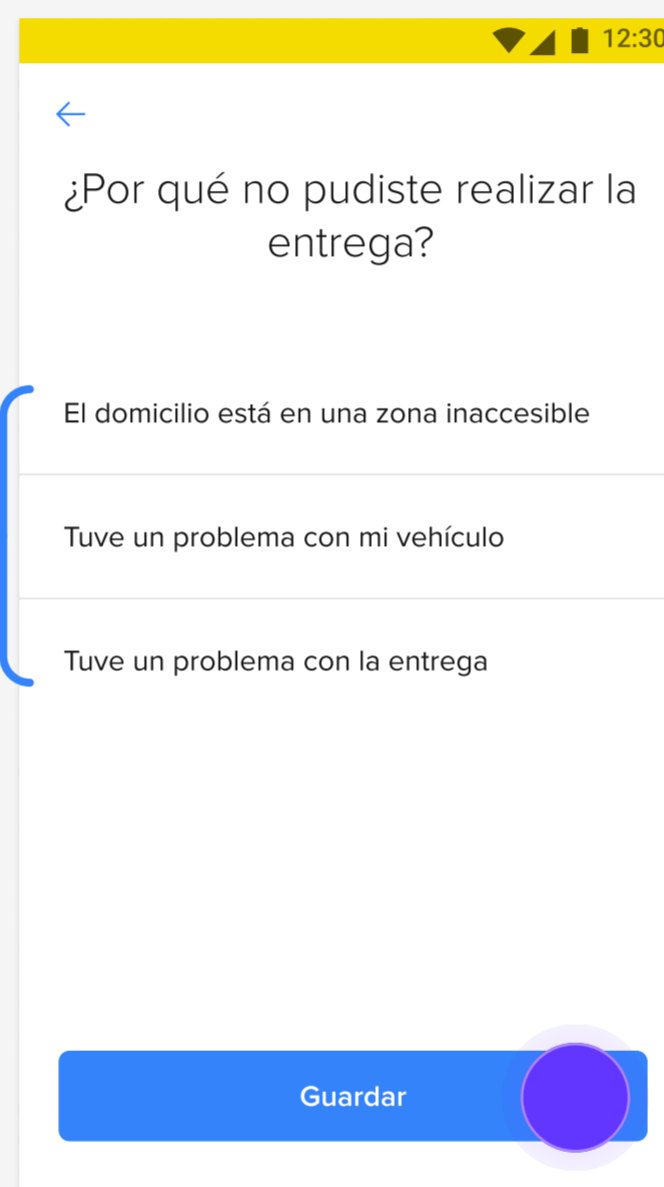 12:30
¿Por qué no pudiste realizar la
entrega?
El domicilio está en una zona inaccesible
Tuve un problema con mi vehículo
Tuve un problema con la entrega
Guardar